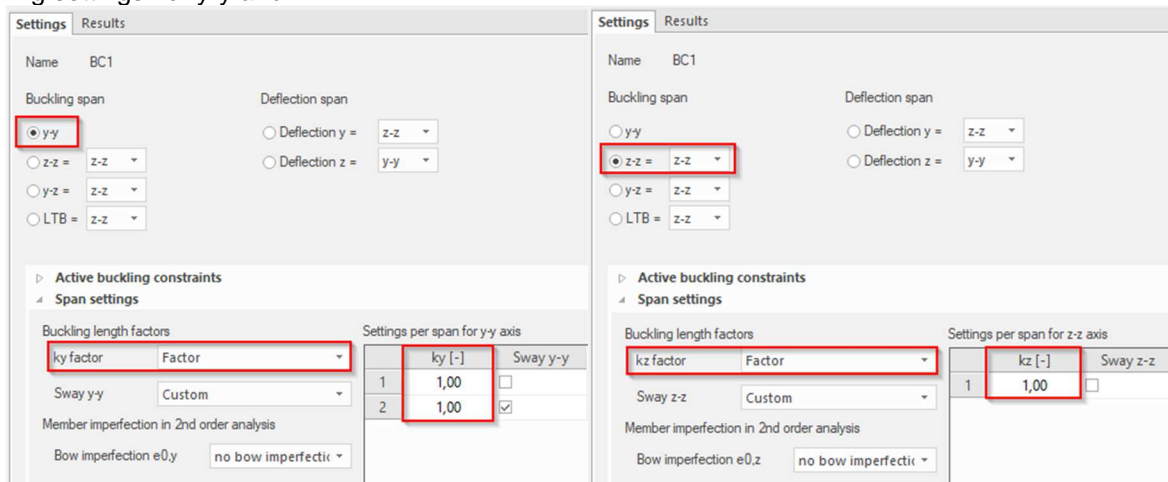 Settings Results
Name BC1
Buckling span Deflection span
y-y Deflection y = z-z
z-z = z-z Deflection z = y-y
y-z = z-z
LTB = z-z
Active buckling constraints
Span settings
Buckling length factors Settings per span for y-y axis
ky factor Factor ky [-] Sway y-y
1 1,00
Sway y-y Custom
2 1,00
Member imperfection in 2nd order analysis
Bow imperfection e0,y no bow imperfectic
Settings Results
Name BC1
Buckling span Deflection span
y-y Deflection y = z-z
z-z = z-z Deflection z = y-y
y-z = z-z
LTB = z-z
Active buckling constraints
Span settings
Buckling length factors Settings per span for z-z axis
kz factor Factor kz [-] Sway z-z
1 1,00
Sway z-z Custom
Member imperfection in 2nd order analysis
Bow imperfection e0,z no bow imperfectic